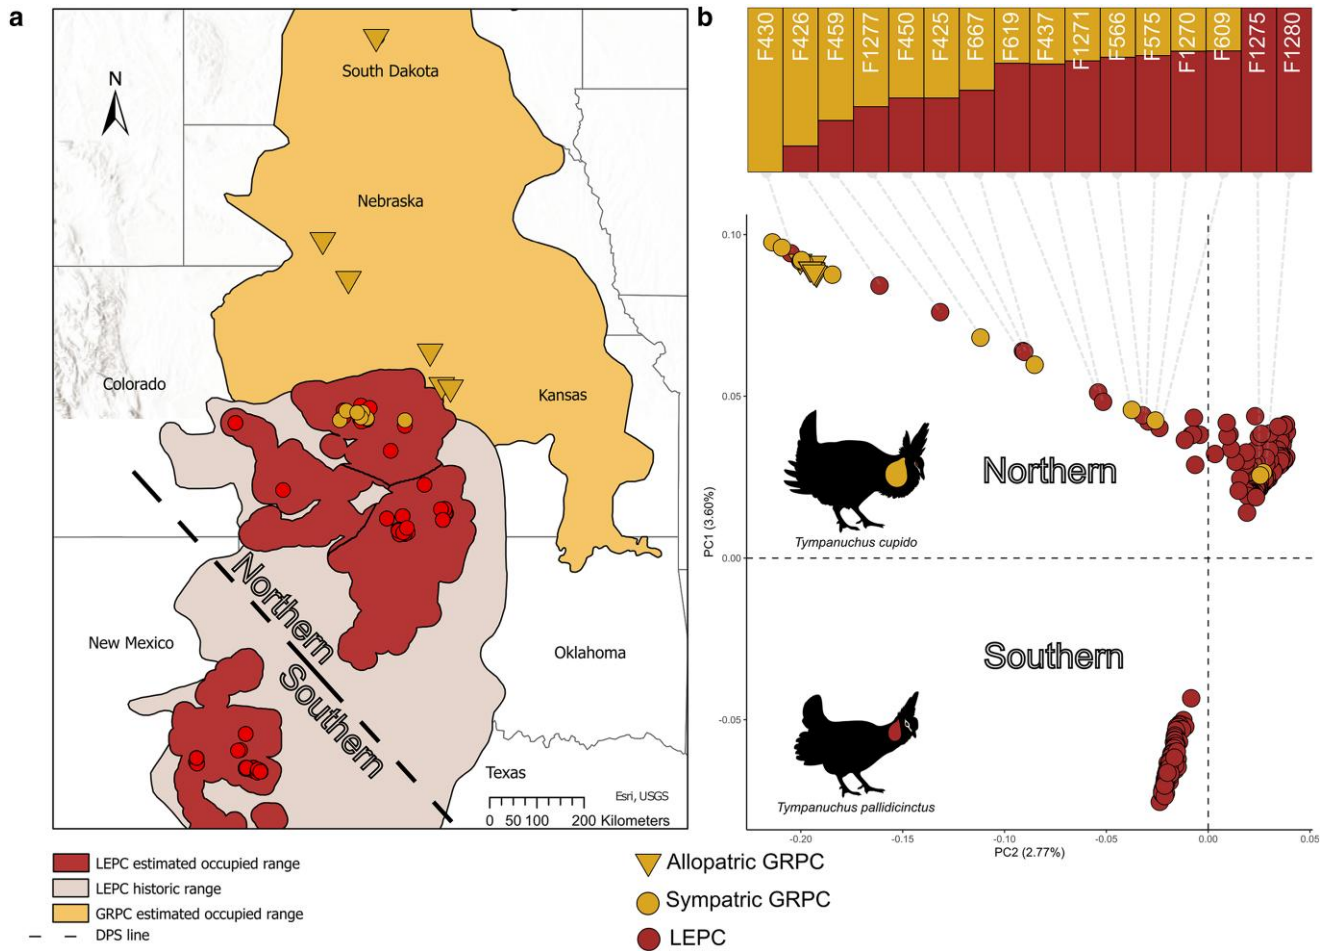 a
N
South Dakota
Nebraska
Colorado
Kansas
Northern
Southern
New Mexico
Oklahoma
Texas
Esri, USGS
0 50 100 200 Kilometers
LEPC estimated occupied range
LEPC historic range
GRPC estimated occupied range
DPS line
b
F430
F426
F459
F1277
F450
F425
F667
F619
F437
F1271
F566
F575
F1270
F609
F1275
F1280
0.10
0.05
0.00
-0.05
PC1 (3.60%)
Northern
Tympanuchus cupido
Southern
Tympanuchus pallidicinctus
-0.20 -0.15 -0.10 -0.05 0.00 0.05
PC2 (2.77%)
Allopatric GRPC
Sympatric GRPC
LEPC